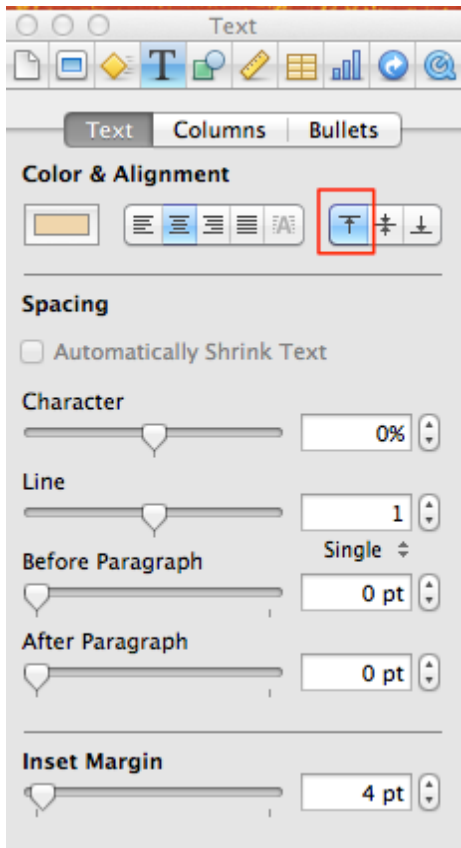 Text
T
Text Columns Bullets
Color & Alignment
A
Spacing
Automatically Shrink Text
Character
0%
Line
1
Single
Before Paragraph
0 pt
After Paragraph
0 pt
Inset Margin
4 pt